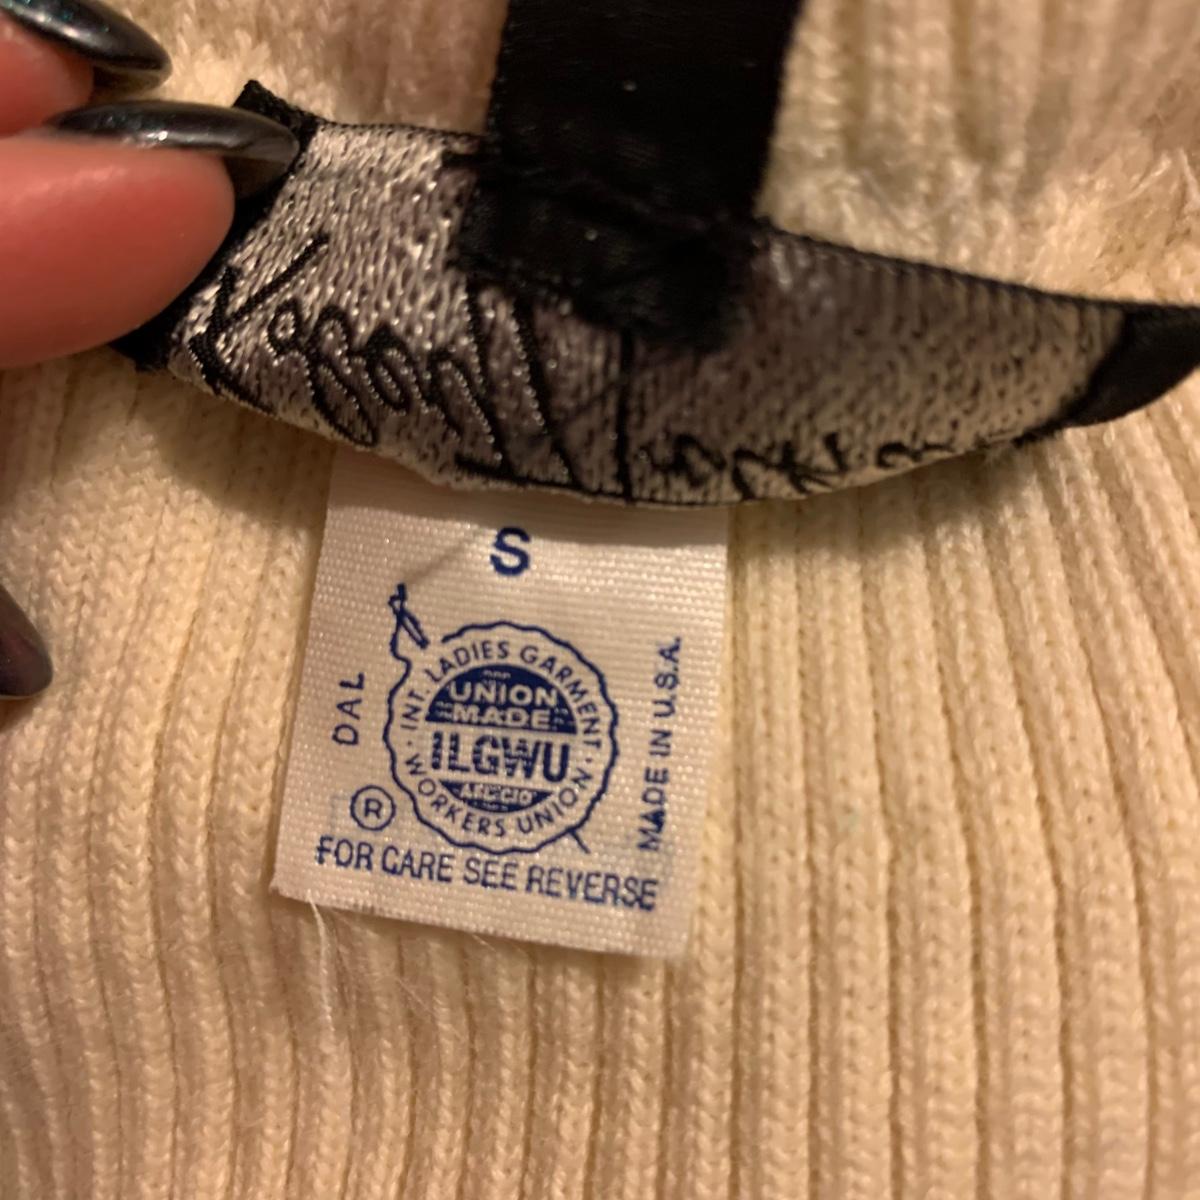 S
INT. LADIES GARMENT
WORKERS UNION
UNION
MADE
ILGWU
AFL-CIO
DAL
MADE IN U.S.A.
®
FOR CARE SEE REVERSE